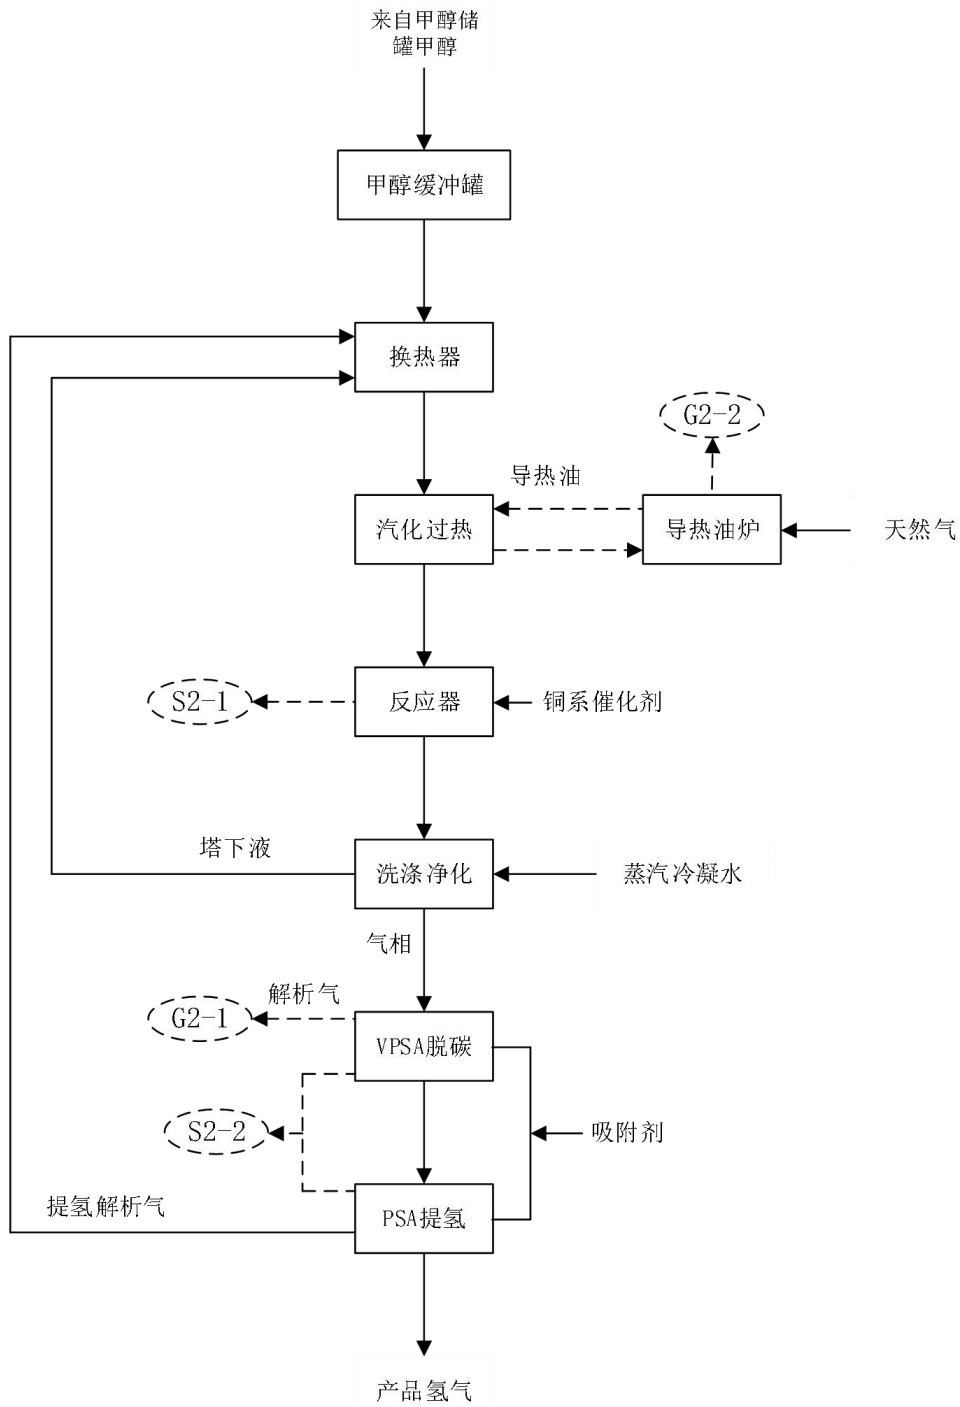 来自甲醇储
罐甲醇
甲醇缓冲罐
换热器
G2-2
导热油
汽化过热
导热油炉
天然气
S2-1
反应器
铜系催化剂
塔下液
洗涤净化
蒸汽冷凝水
气相
解析气
G2-1
VPSA脱碳
S2-2
吸附剂
提氢解析气
PSA提氢
产品氢气